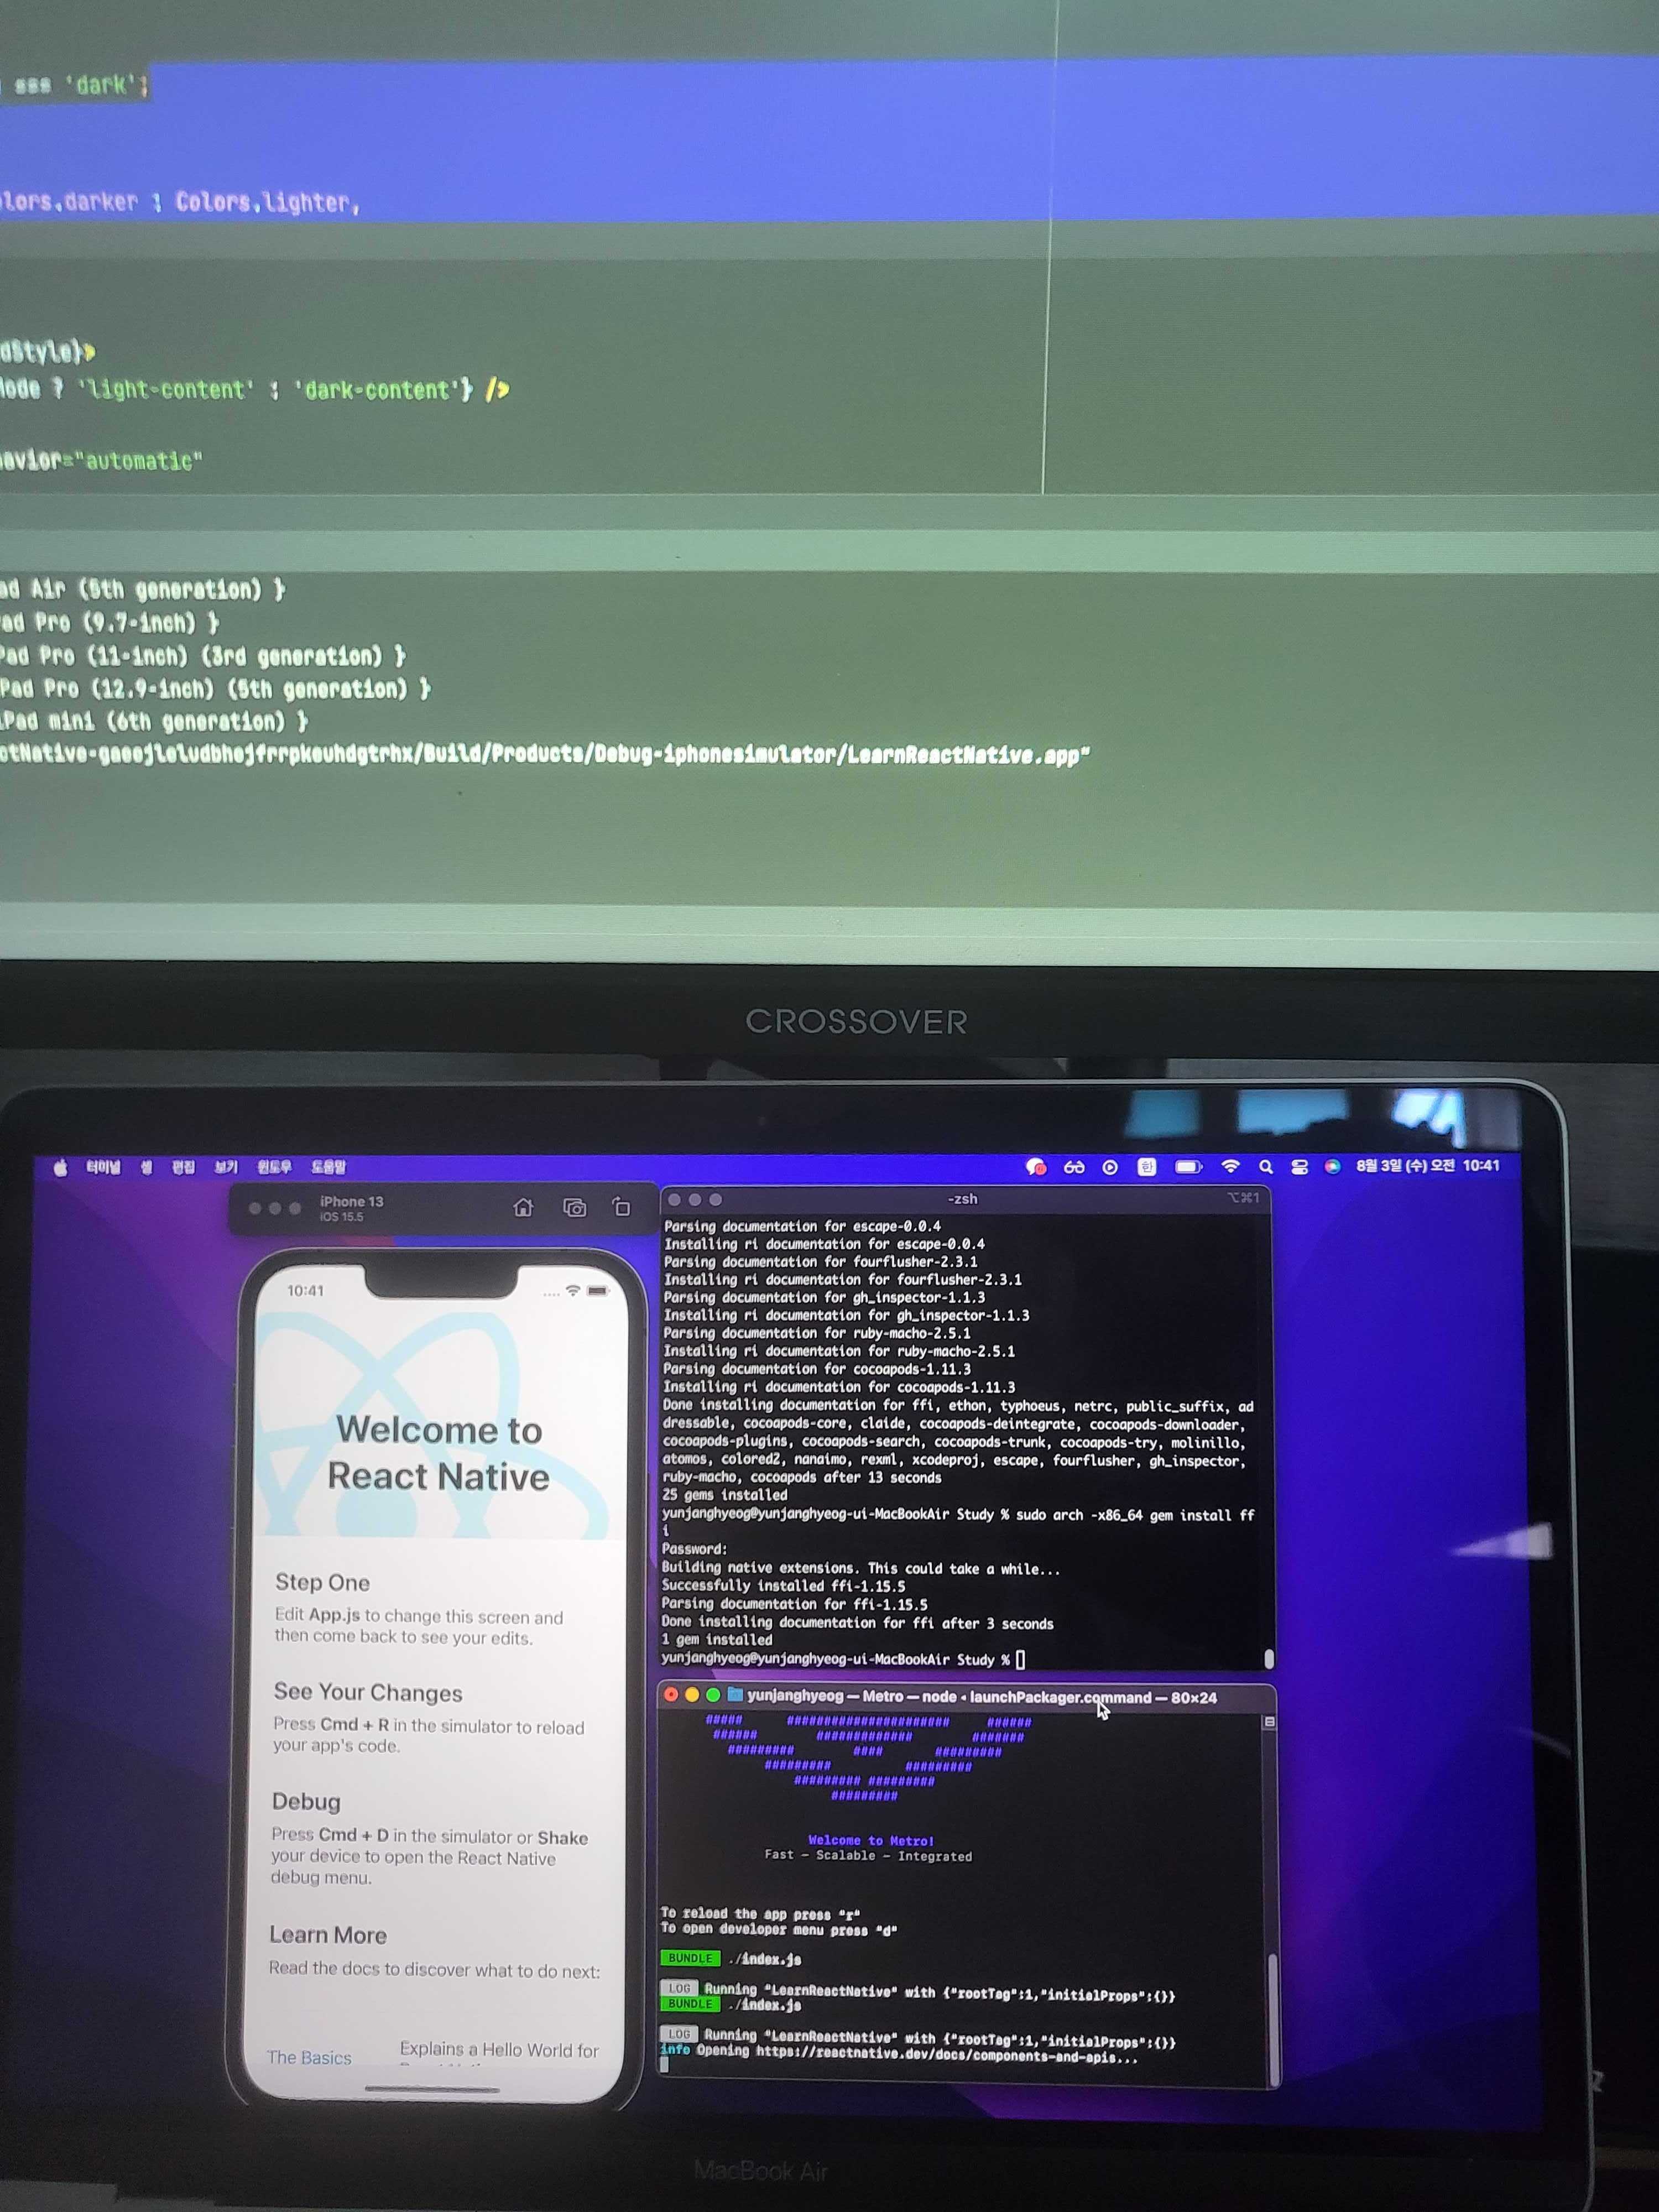 === 'dark';
lors.darker : Colors.lighter,
dStyle}>
Mode ? 'light-content' : 'dark-content'} />
avior="automatic"
ad Air (5th generation) }
ad Pro (9.7-inch) }
Pad Pro (11-inch) (3rd generation) }
Pad Pro (12.9-inch) (5th generation) }
iPad mini (6th generation) }
/Build/Products/Debug-iphonesimulator/LearnReactNative.app"
CROSSOVER
터미널 셸 편집 보기 윈도우 도움말
한
8월 3일 (수) 오전 10:41
iPhone 13
iOS 15.5
10:41
Welcome to
React Native
Step One
Edit App.js to change this screen and
then come back to see your edits.
See Your Changes
Press Cmd + R in the simulator to reload
your app's code.
Debug
Press Cmd + D in the simulator or Shake
your device to open the React Native
debug menu.
Learn More
Read the docs to discover what to do next:
The Basics
Explains a Hello World for
-zsh
⌥⌘1
Parsing documentation for escape-0.0.4
Installing ri documentation for escape-0.0.4
Parsing documentation for fourflusher-2.3.1
Installing ri documentation for fourflusher-2.3.1
Parsing documentation for gh_inspector-1.1.3
Installing ri documentation for gh_inspector-1.1.3
Parsing documentation for ruby-macho-2.5.1
Installing ri documentation for ruby-macho-2.5.1
Parsing documentation for cocoapods-1.11.3
Installing ri documentation for cocoapods-1.11.3
Done installing documentation for ffi, ethon, typhoeus, netrc, public_suffix, ad
dressable, cocoapods-core, claide, cocoapods-deintegrate, cocoapods-downloader,
cocoapods-plugins, cocoapods-search, cocoapods-trunk, cocoapods-try, molinillo,
atomos, colored2, nanaimo, rexml, xcodeproj, escape, fourflusher, gh_inspector,
ruby-macho, cocoapods after 13 seconds
25 gems installed
yunjanghyeog@yunjanghyeog-ui-MacBookAir Study % sudo arch -x86_64 gem install ff
i
Password:
Building native extensions. This could take a while...
Successfully installed ffi-1.15.5
Parsing documentation for ffi-1.15.5
Done installing documentation for ffi after 3 seconds
1 gem installed
yunjanghyeog@yunjanghyeog-ui-MacBookAir Study %
yunjanghyeog — Metro — node ◂ launchPackager.command — 80×24
##### ###################### ######
###### ############# #######
######### #### #########
######### #########
######### #########
#########
Welcome to Metro!
Fast - Scalable - Integrated
To reload the app press "r"
To open developer menu press "d"
BUNDLE ./index.js
LOG Running "LearnReactNative" with {"rootTag":1,"initialProps":{}}
BUNDLE ./index.js
LOG Running "LearnReactNative" with {"rootTag":1,"initialProps":{}}
info Opening https://reactnative.dev/docs/components-and-apis...
MacBook Air